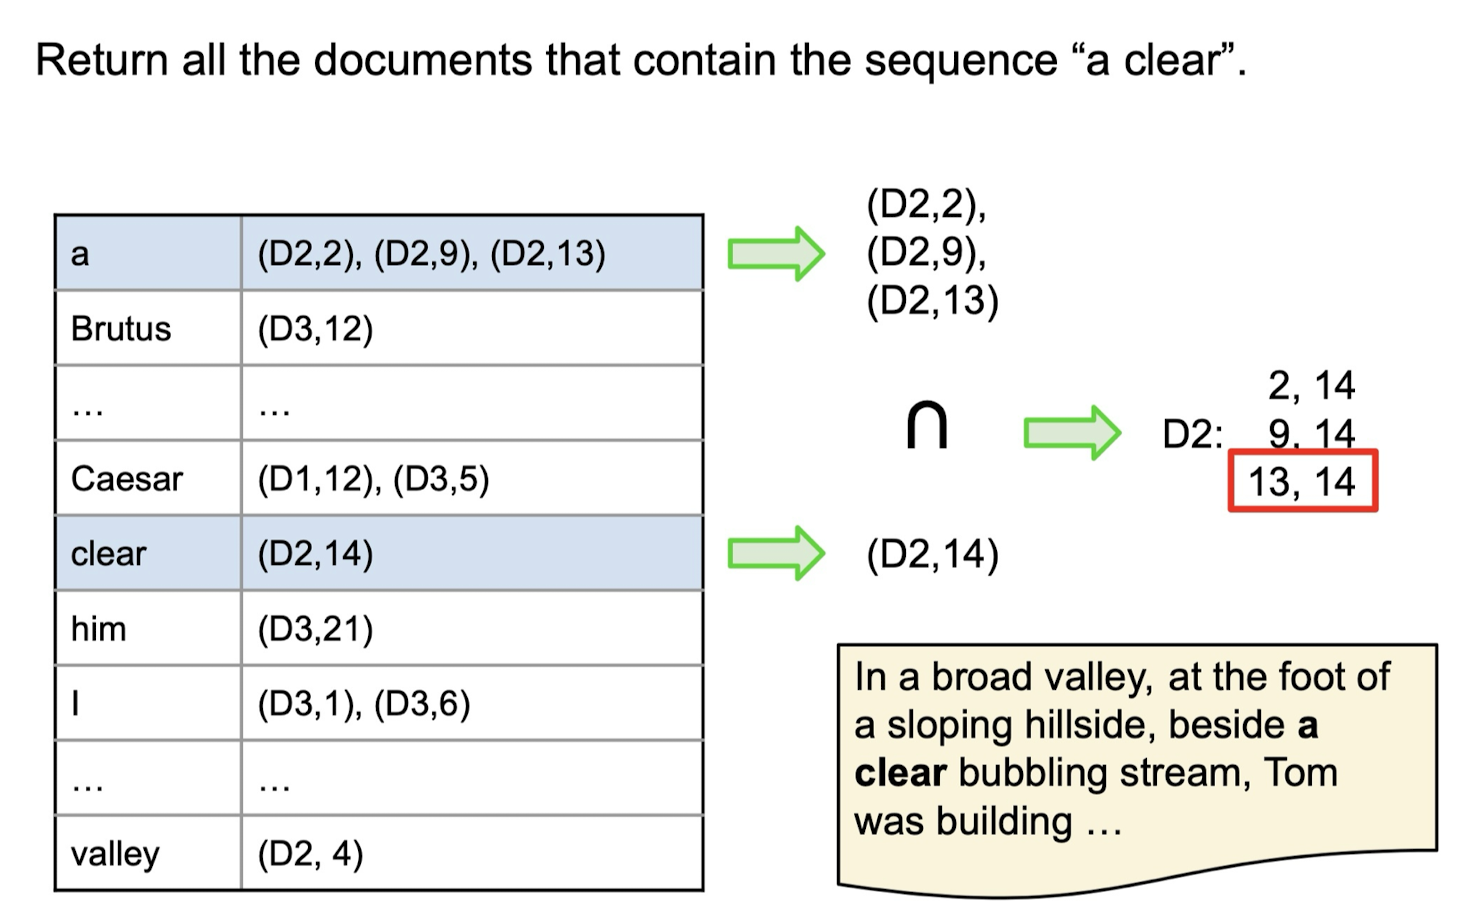 Return all the documents that contain the sequence “a clear”.
a (D2,2), (D2,9), (D2,13)
Brutus (D3,12)
... ...
Caesar (D1,12), (D3,5)
clear (D2,14)
him (D3,21)
I (D3,1), (D3,6)
... ...
valley (D2, 4)
(D2,2),
(D2,9),
(D2,13)
∩
(D2,14)
2, 14
D2: 9, 14
13, 14
In a broad valley, at the foot of
a sloping hillside, beside a
clear bubbling stream, Tom
was building ...